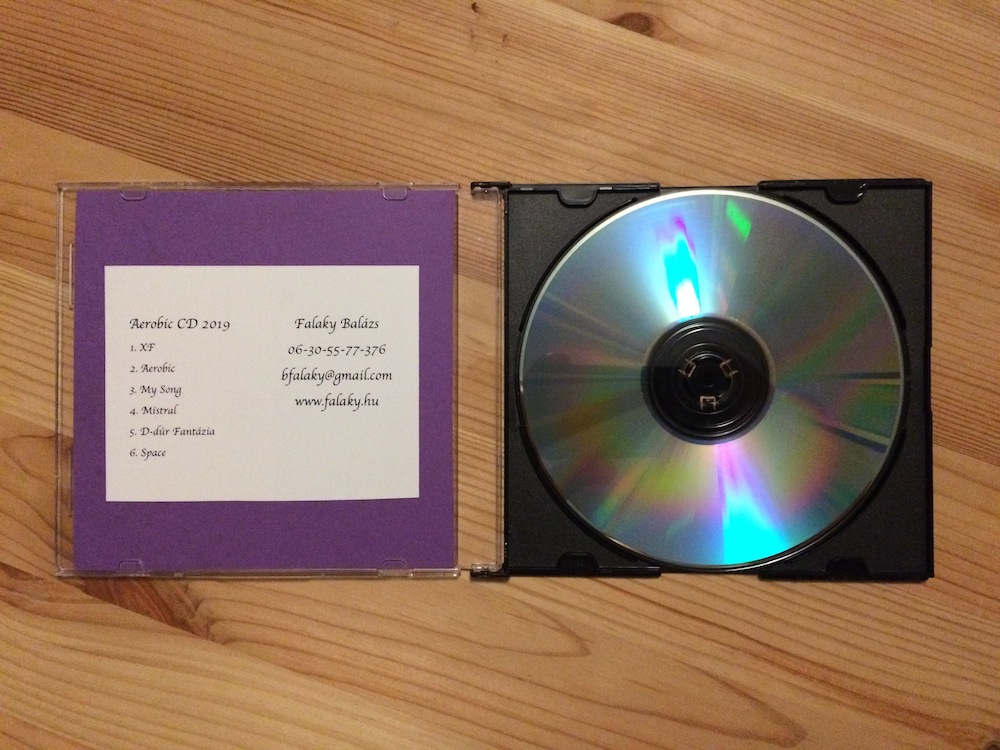 Aerobic CD 2019
1. XF
2. Aerobic
3. My Song
4. Mistral
5. D-dúr Fantázia
6. Space
Falaky Balázs
06-30-55-77-376
bfalaky@gmail.com
www.falaky.hu